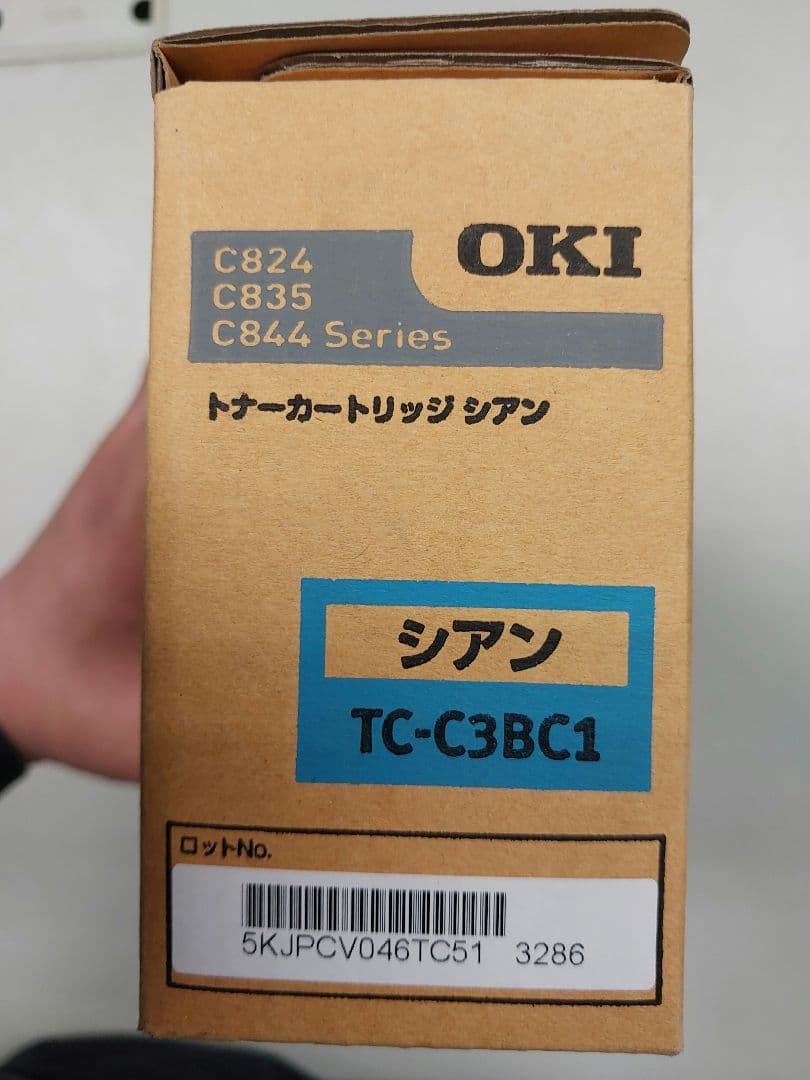 OKI
C824
C835
C844 Series
トナーカートリッジ シアン
シアン
TC-C3BC1
ロットNo.
5KJPCV046TC51 3286